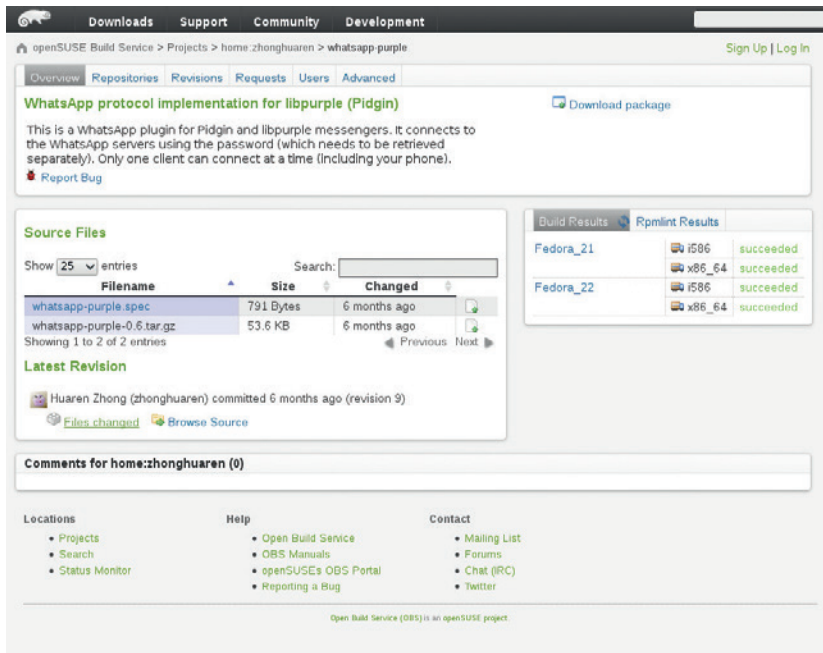 Downloads Support Community Development
openSUSE Build Service > Projects > home:zhonghuaren > whatsapp-purple
Sign Up | Log In
Overview Repositories Revisions Requests Users Advanced
WhatsApp protocol implementation for libpurple (Pidgin)
Download package
This is a WhatsApp plugin for Pidgin and libpurple messengers. It connects to
the WhatsApp servers using the password (which needs to be retrieved
separately). Only one client can connect at a time (including your phone).
Report Bug
Source Files
Show 25 entries
Search:
Filename Size Changed
whatsapp-purple.spec 791 Bytes 6 months ago
whatsapp-purple-0.6.tar.gz 53.6 KB 6 months ago
Showing 1 to 2 of 2 entries
Previous Next
Latest Revision
Huaren Zhong (zhonghuaren) committed 6 months ago (revision 9)
Files changed Browse Source
Build Results Rpmlint Results
Fedora_21 i586 succeeded
x86_64 succeeded
Fedora_22 i586 succeeded
x86_64 succeeded
Comments for home:zhonghuaren (0)
Locations
Projects
Search
Status Monitor
Help
Open Build Service
OBS Manuals
openSUSEs OBS Portal
Reporting a Bug
Contact
Mailing List
Forums
Chat (IRC)
Twitter
Open Build Service (OBS) is an openSUSE project.